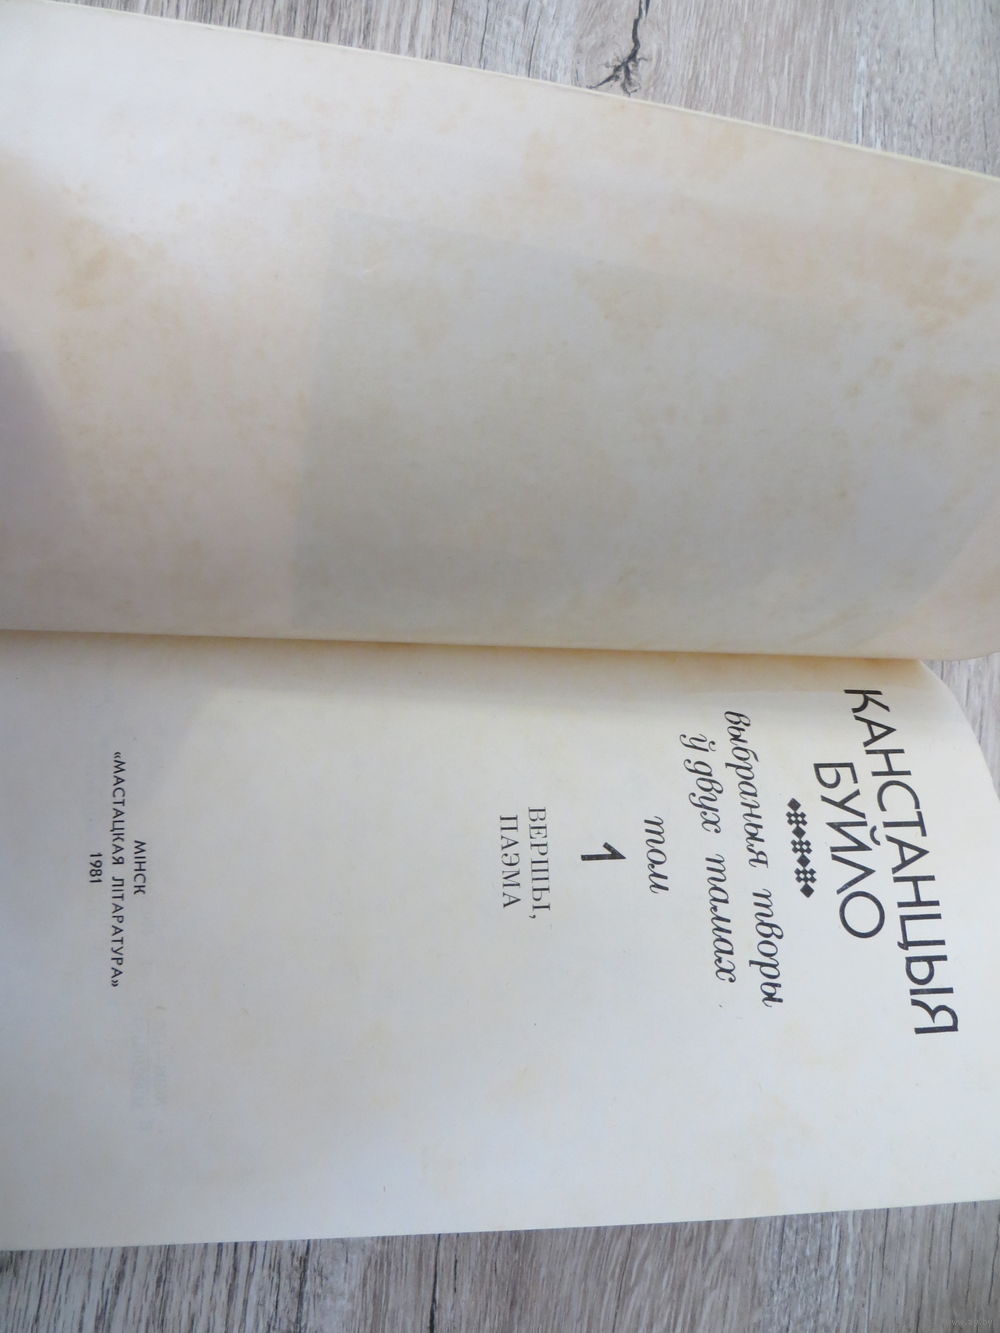 КАНСТАНЦЫЯ
БУЙЛО
выбраныя творы
ў двух тамах
том
1
ВЕРШЫ,
ПАЭМА
МІНСК
«МАСТАЦКАЯ ЛІТАРАТУРА»
1981